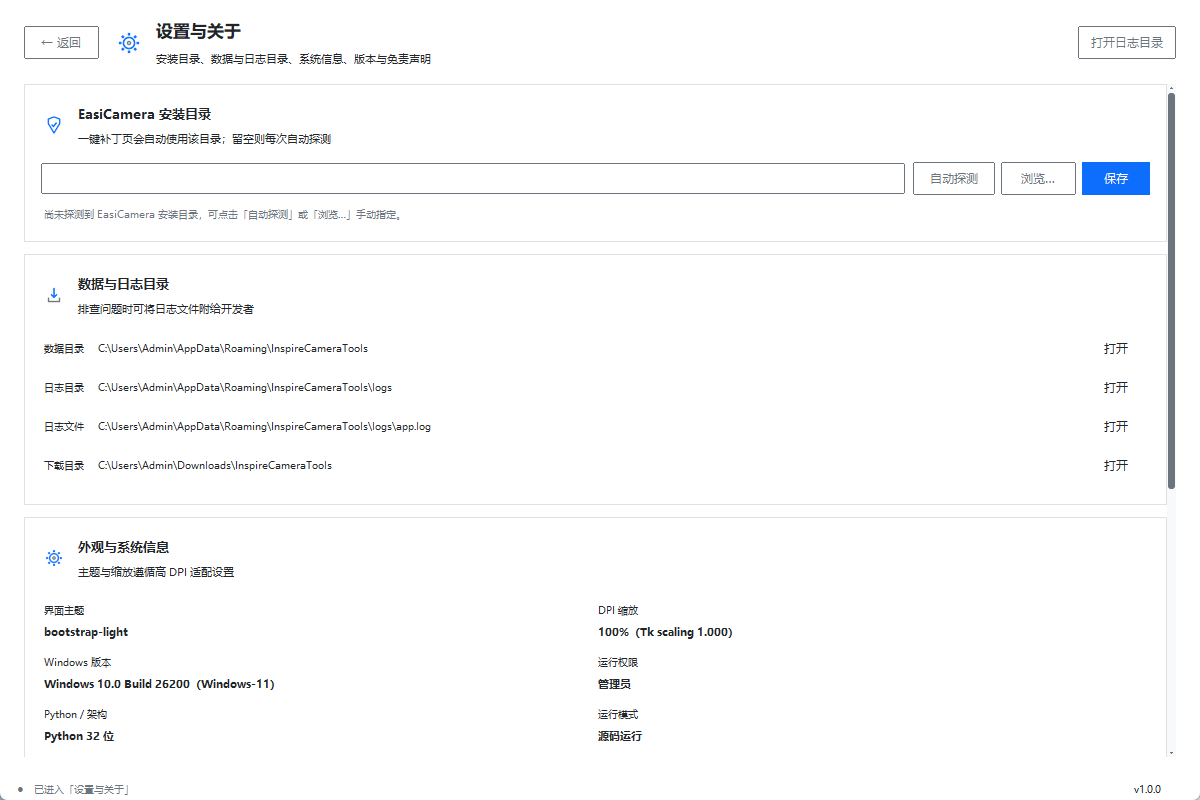 ← 返回
设置与关于
安装目录、数据与日志目录、系统信息、版本与免责声明
打开日志目录
EasiCamera 安装目录
一键补丁页会自动使用该目录；留空则每次自动探测
自动探测
浏览...
保存
尚未探测到 EasiCamera 安装目录，可点击「自动探测」或「浏览...」手动指定。
数据与日志目录
排查问题时可将日志文件附给开发者
数据目录 C:\Users\Admin\AppData\Roaming\InspireCameraTools 打开
日志目录 C:\Users\Admin\AppData\Roaming\InspireCameraTools\logs 打开
日志文件 C:\Users\Admin\AppData\Roaming\InspireCameraTools\logs\app.log 打开
下载目录 C:\Users\Admin\Downloads\InspireCameraTools 打开
外观与系统信息
主题与缩放遵循高 DPI 适配设置
界面主题
bootstrap-light
DPI 缩放
100%  (Tk scaling 1.000)
Windows 版本
Windows 10.0 Build 26200  (Windows-11)
运行权限
管理员
Python / 架构
Python 32 位
运行模式
源码运行
已进入「设置与关于」
v1.0.0